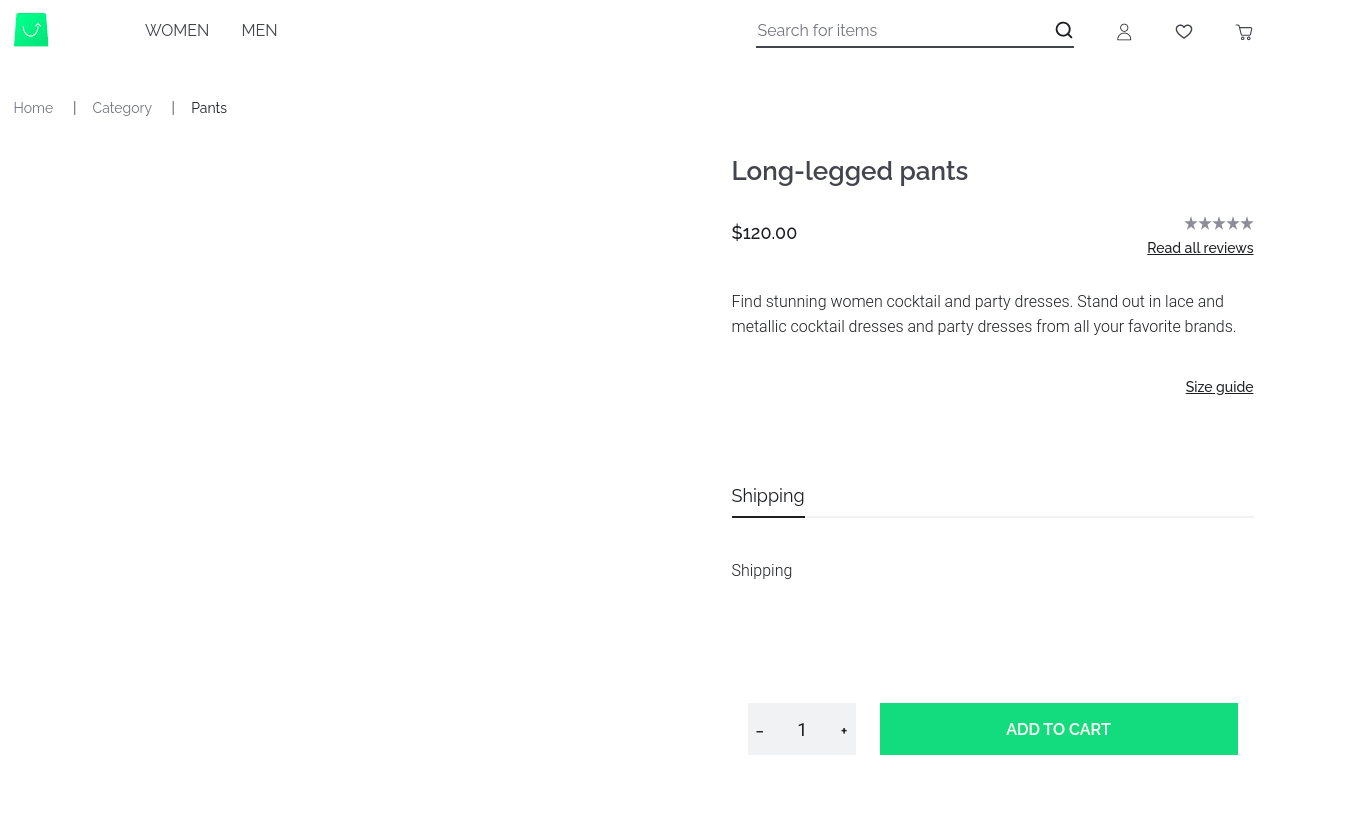 WOMEN MEN Search for items
Home | Category | Pants
Long-legged pants
$120.00
Read all reviews
Find stunning women cocktail and party dresses. Stand out in lace and
metallic cocktail dresses and party dresses from all your favorite brands.
Size guide
Shipping
Shipping
- 1 + ADD TO CART